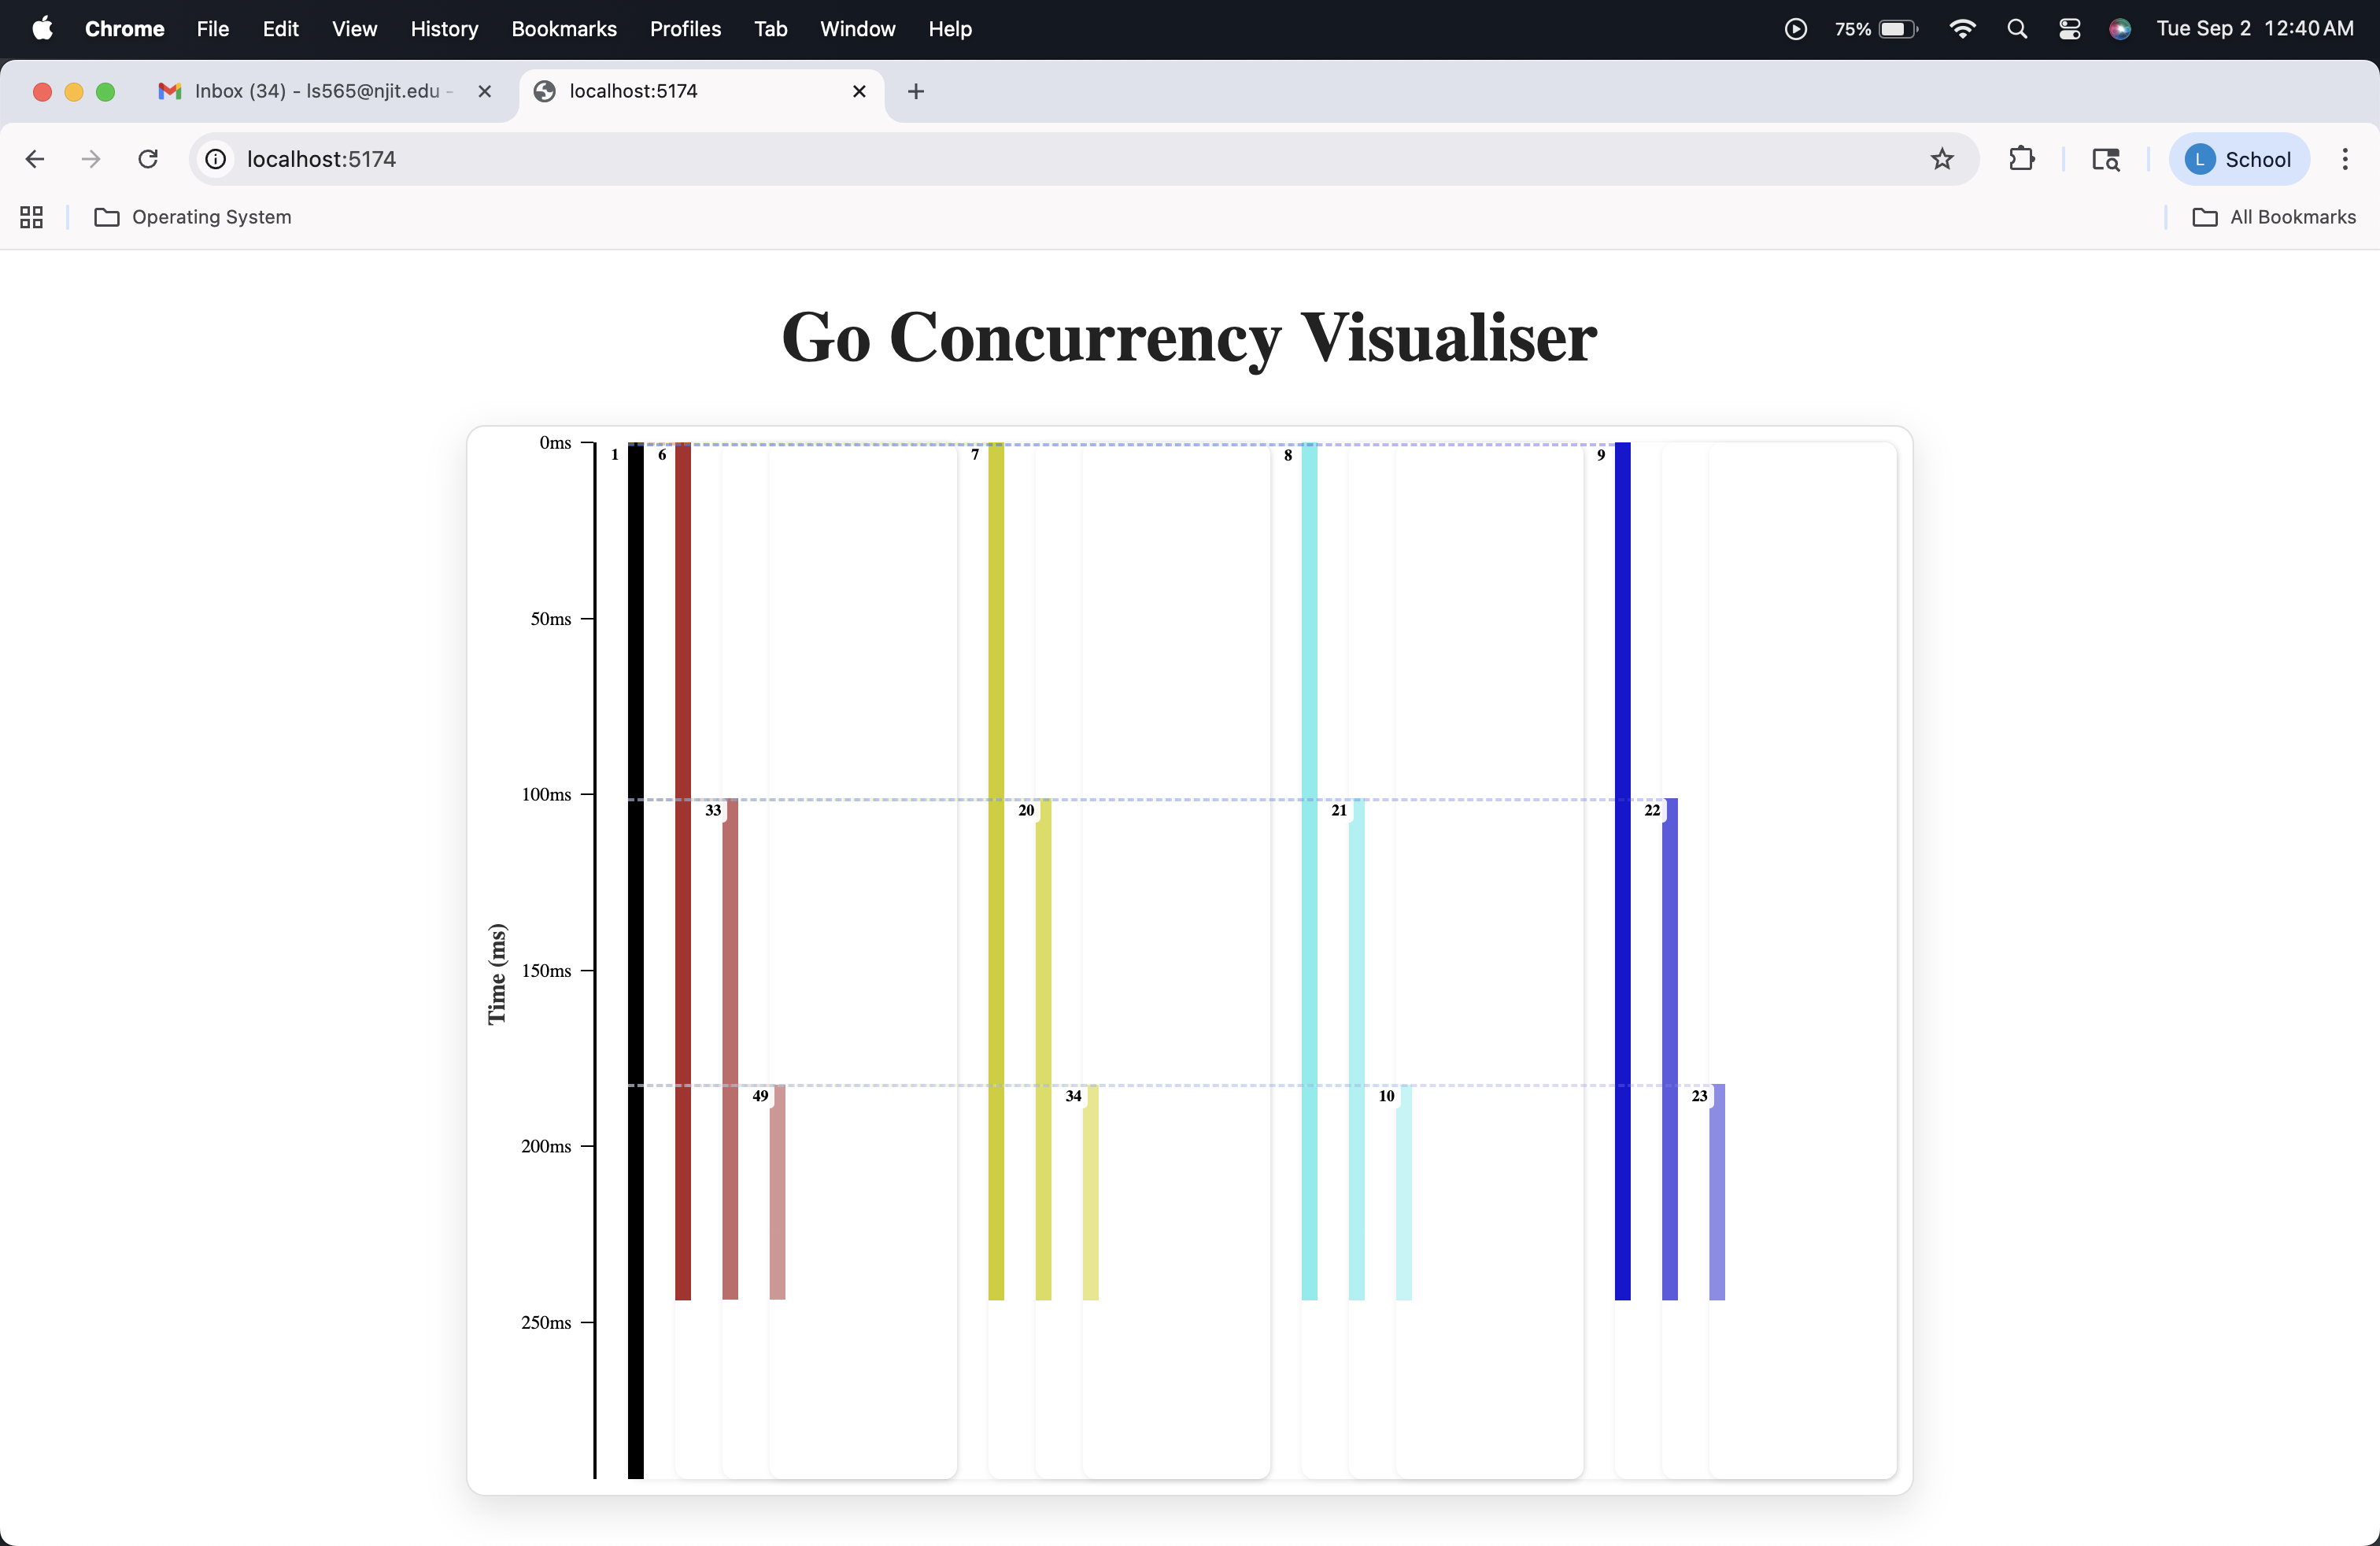 Chrome File Edit View History Bookmarks Profiles Tab Window Help 75% Tue Sep 2 12:40 AM
Inbox (34) - ls565@njit.edu - localhost:5174
localhost:5174 L School
Operating System All Bookmarks
Go Concurrency Visualiser
0ms
1 6 7 8 9
50ms
100ms
33 20 21 22
Time (ms)
150ms
49 34 10 23
200ms
250ms